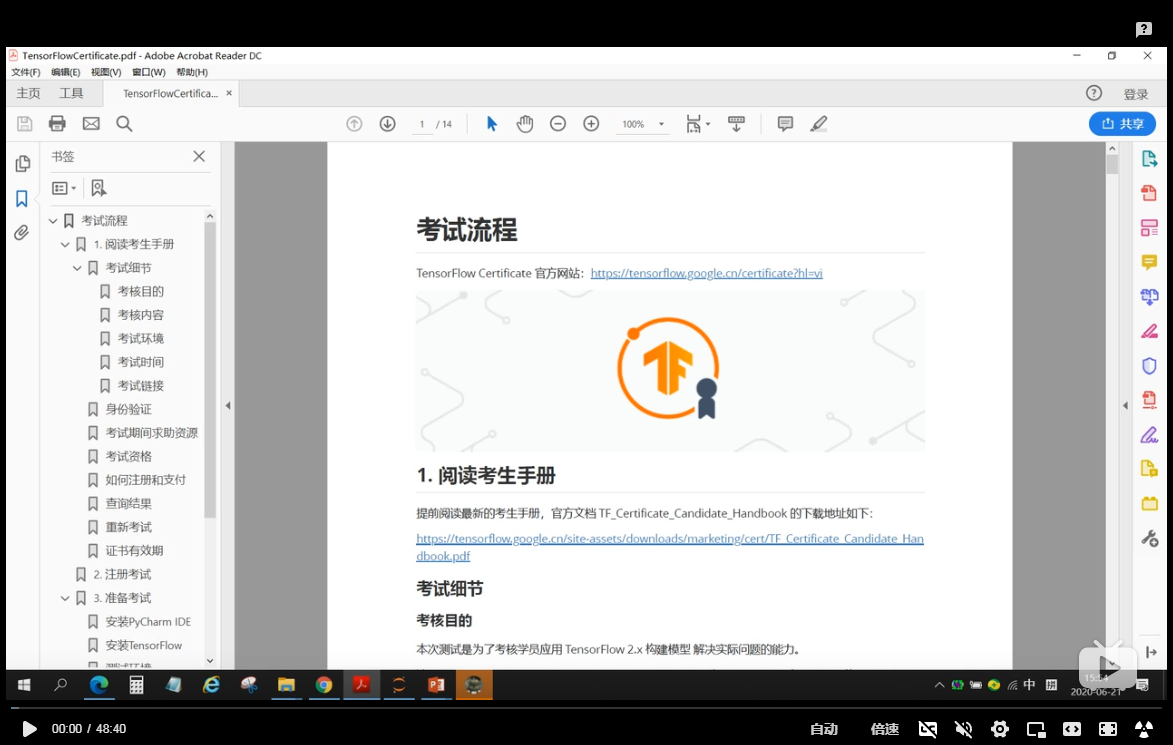 TensorFlowCertificate.pdf - Adobe Acrobat Reader DC
文件(F) 编辑(E) 视图(V) 窗口(W) 帮助(H)
主页 工具 TensorFlowCertifica... × 登录
1 / 14 100% 共享
书签
考试流程
1. 阅读考生手册
考试细节
考核目的
考核内容
考试环境
考试时间
考试链接
身份验证
考试期间求助资源
考试资格
如何注册和支付
查询结果
重新考试
证书有效期
2. 注册考试
3. 准备考试
安装PyCharm IDE
安装TensorFlow
考试流程
TensorFlow Certificate 官方网站：https://tensorflow.google.cn/certificate?hl=vi
1. 阅读考生手册
提前阅读最新的考生手册，官方文档 TF_Certificate_Candidate_Handbook 的下载地址如下：
https://tensorflow.google.cn/site-assets/downloads/marketing/cert/TF_Certificate_Candidate_Han
dbook.pdf
考试细节
考核目的
本次测试是为了考核学员应用 TensorFlow 2.x 构建模型 解决实际问题的能力。
中 拼
15:54
2020-06-21
00:00 / 48:40 自动 倍速